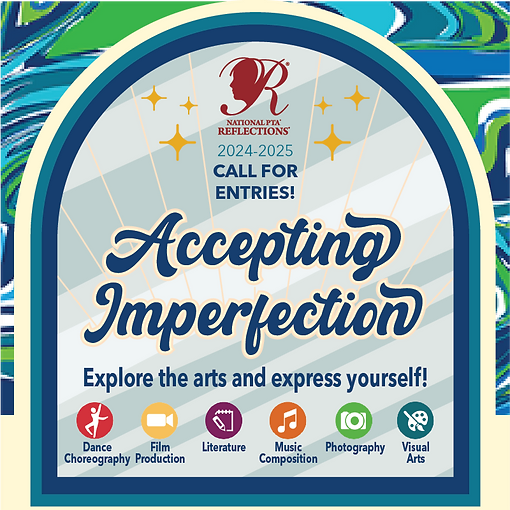 R
NATIONAL PTA®
REFLECTIONS®
2024-2025
CALL FOR
ENTRIES!
Accepting
Imperfection
Explore the arts and express yourself!
Dance
Choreography
Film
Production
Literature
Music
Composition
Photography
Visual
Arts